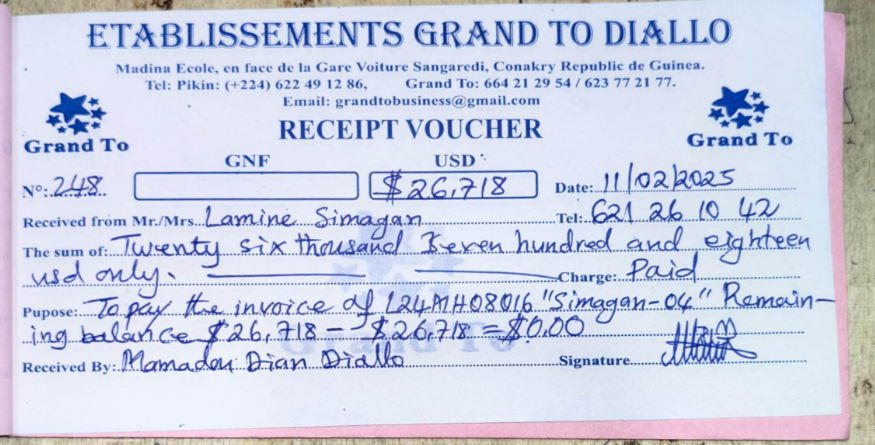 ETABLISSEMENTS GRAND TO DIALLO
Madina Ecole, en face de la Gare Voiture Sangaredi, Conakry Republic de Guinea.
Tel: Pikin: (+224) 622 49 12 86, Grand To: 664 21 29 54 / 623 77 21 77.
Email: grandtobusiness@gmail.com
Grand To
RECEIPT VOUCHER
Grand To
GNF USD
N°: 248 $26,718 Date: 11/02/2025
Received from Mr./Mrs. Lamine Simagan Tel: 621 26 10 42
The sum of: Twenty six thousand Seven hundred and eighteen
usd only. Charge: Paid
Pupose: To pay the invoice of L24MH08016 "Simagan-04" Remain-
ing balance $26,718 - $26,718 = $0.00
Received By: Mamadou Dian Diallo Signature